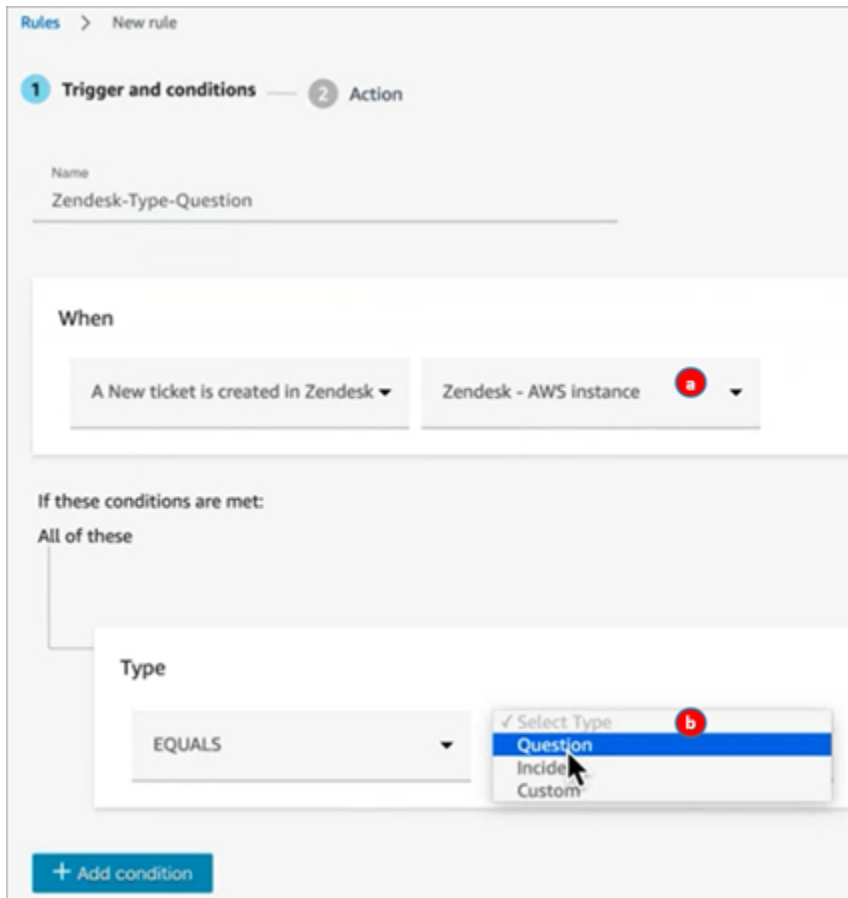 Rules > New rule
1 Trigger and conditions 2 Action
Name
Zendesk-Type-Question
When
A New ticket is created in Zendesk Zendesk - AWS instance a
If these conditions are met:
All of these
Type
EQUALS ✓ Select Type b
Question
Incide
Custom
+ Add condition